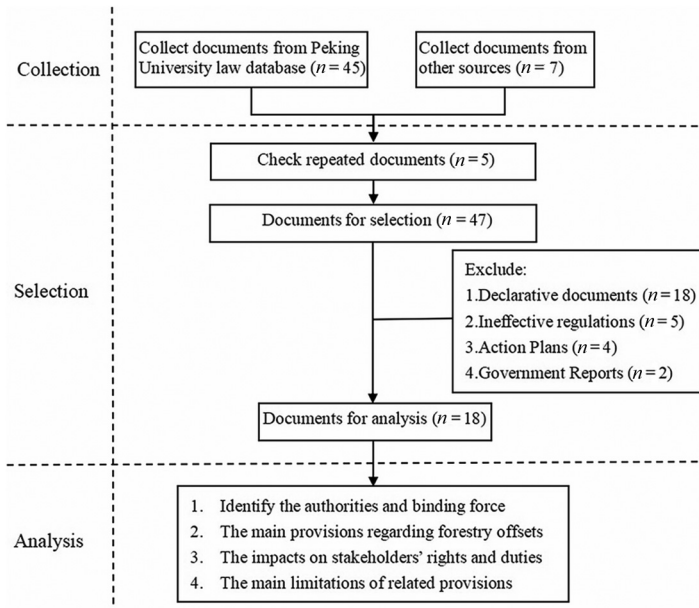 Collection
Collect documents from Peking
University law database (n = 45)
Collect documents from
other sources (n = 7)
Selection
Check repeated documents (n = 5)
Documents for selection (n = 47)
Exclude:
1.Declarative documents (n = 18)
2.Ineffective regulations (n = 5)
3.Action Plans (n = 4)
4.Government Reports (n = 2)
Documents for analysis (n = 18)
Analysis
1. Identify the authorities and binding force
2. The main provisions regarding forestry offsets
3. The impacts on stakeholders' rights and duties
4. The main limitations of related provisions